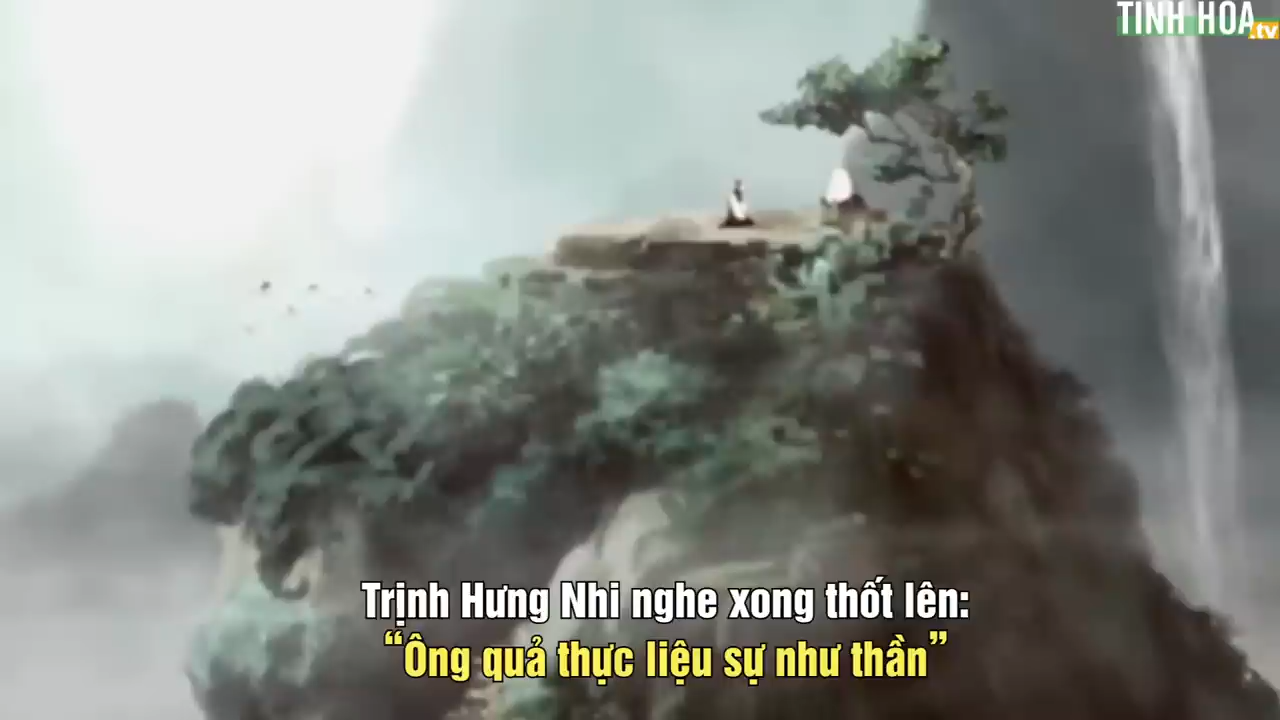 TINH HOA
.tv
Trịnh Hưng Nhi nghe xong thốt lên:
“Ông quả thực liệu sự như thần”